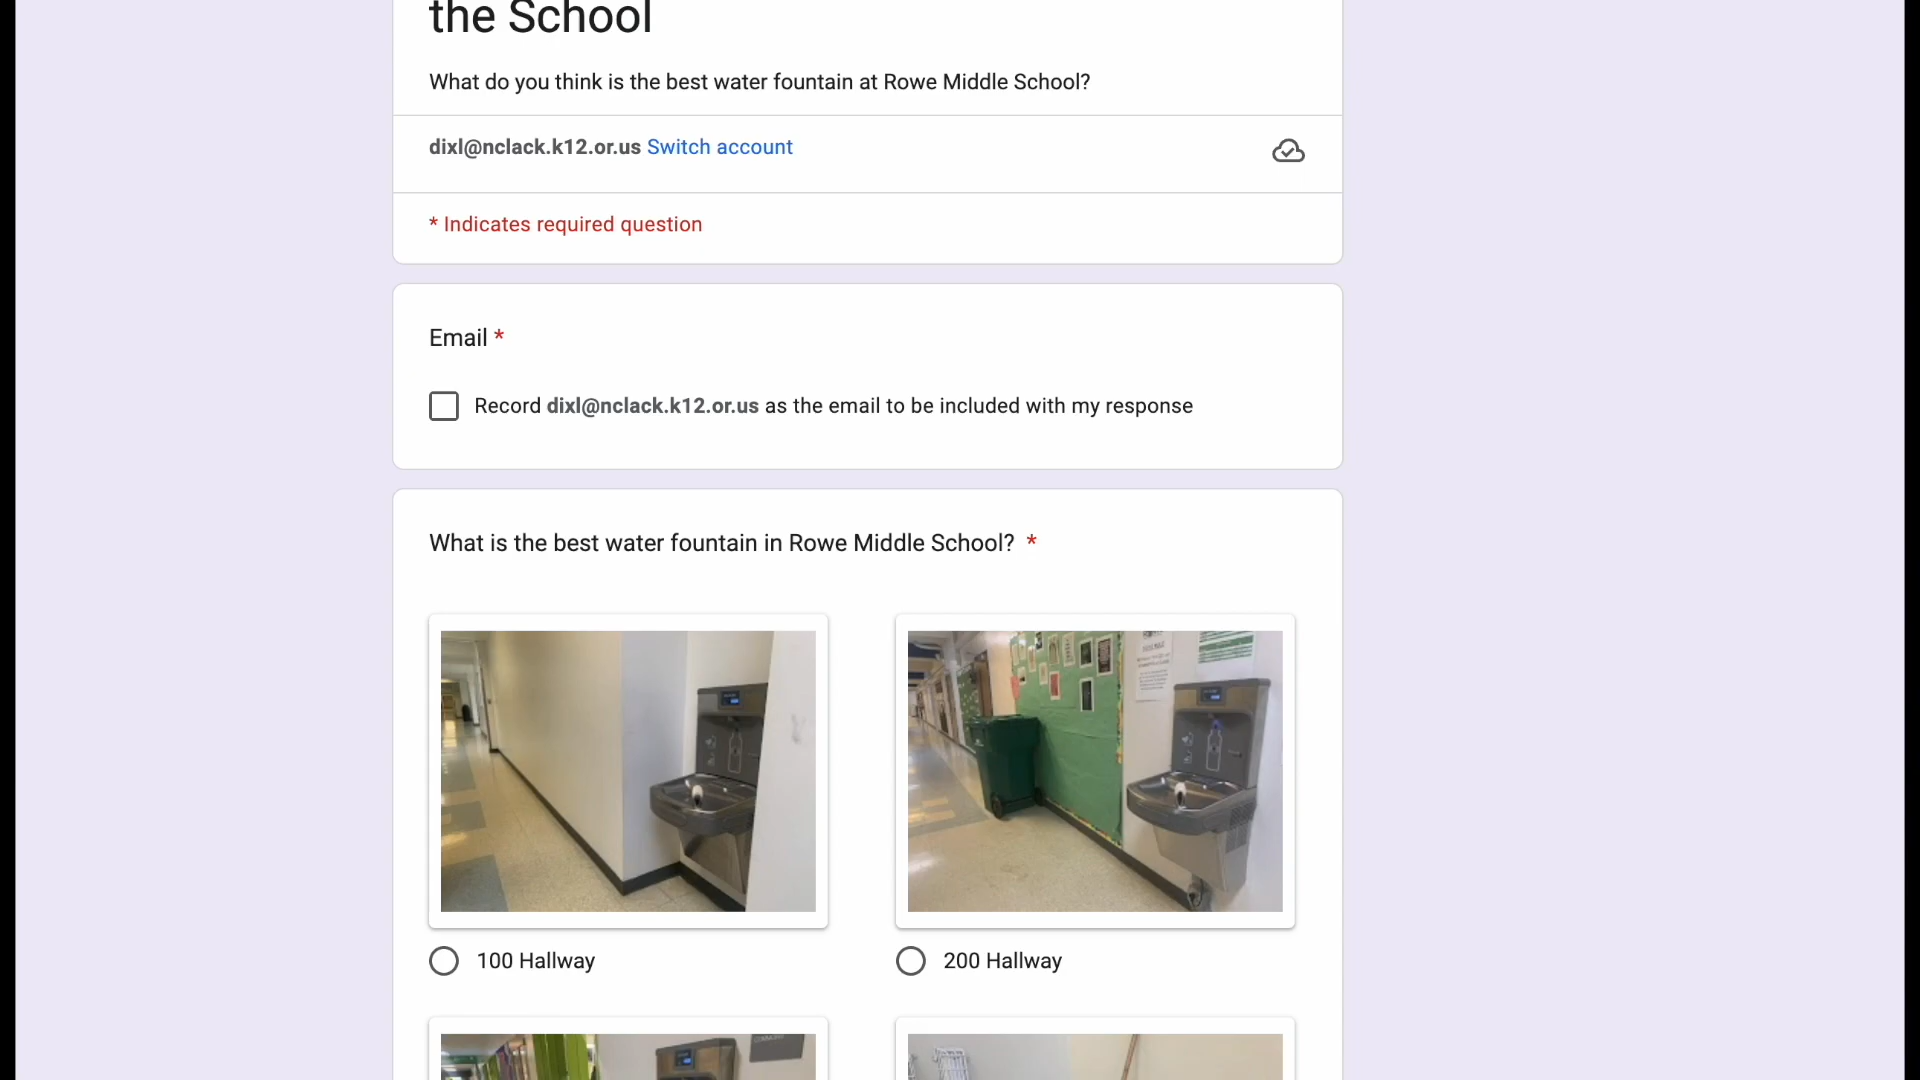 the School
What do you think is the best water fountain at Rowe Middle School?
dixl@nclack.k12.or.us Switch account
* Indicates required question
Email *
Record dixl@nclack.k12.or.us as the email to be included with my response
What is the best water fountain in Rowe Middle School? *
100 Hallway
200 Hallway